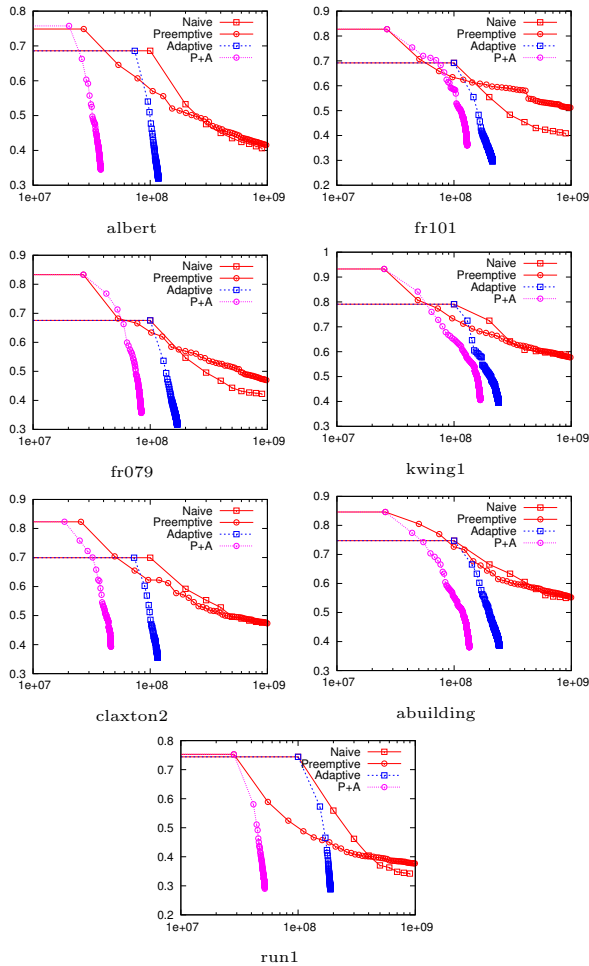 0.8
0.7
0.6
0.5
0.4
0.3
1e+07 1e+08 1e+09
Naive
Preemptive
Adaptive
P+A
albert
0.9
0.8
0.7
0.6
0.5
0.4
0.3
0.2
1e+07 1e+08 1e+09
Naive
Preemptive
Adaptive
P+A
fr101
0.9
0.8
0.7
0.6
0.5
0.4
0.3
1e+07 1e+08 1e+09
Naive
Preemptive
Adaptive
P+A
fr079
1
0.9
0.8
0.7
0.6
0.5
0.4
0.3
1e+07 1e+08 1e+09
Naive
Preemptive
Adaptive
P+A
kwing1
0.9
0.8
0.7
0.6
0.5
0.4
0.3
1e+07 1e+08 1e+09
Naive
Preemptive
Adaptive
P+A
claxton2
0.9
0.8
0.7
0.6
0.5
0.4
0.3
1e+07 1e+08 1e+09
Naive
Preemptive
Adaptive
P+A
abuilding
0.8
0.7
0.6
0.5
0.4
0.3
0.2
1e+07 1e+08 1e+09
Naive
Preemptive
Adaptive
P+A
run1